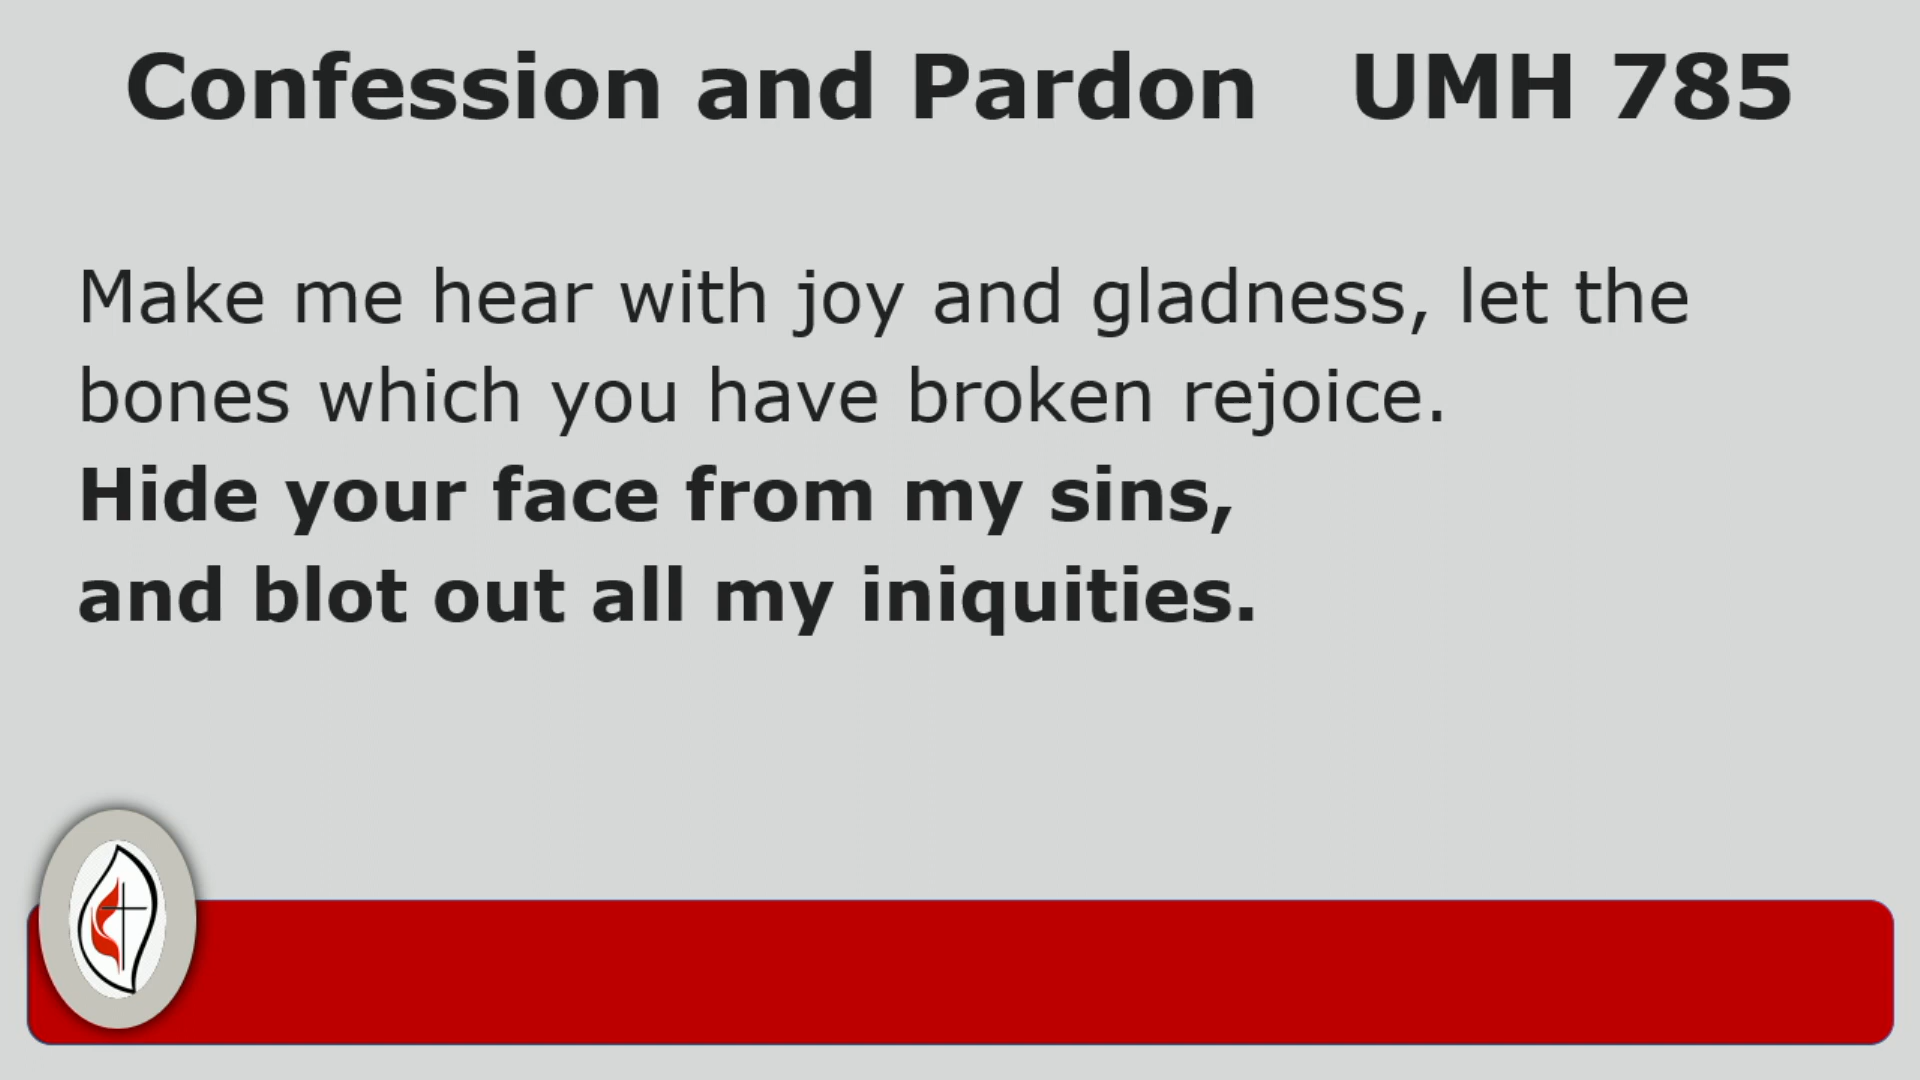 Confession and Pardon   UMH 785
Make me hear with joy and gladness, let the
bones which you have broken rejoice.
Hide your face from my sins,
and blot out all my iniquities.